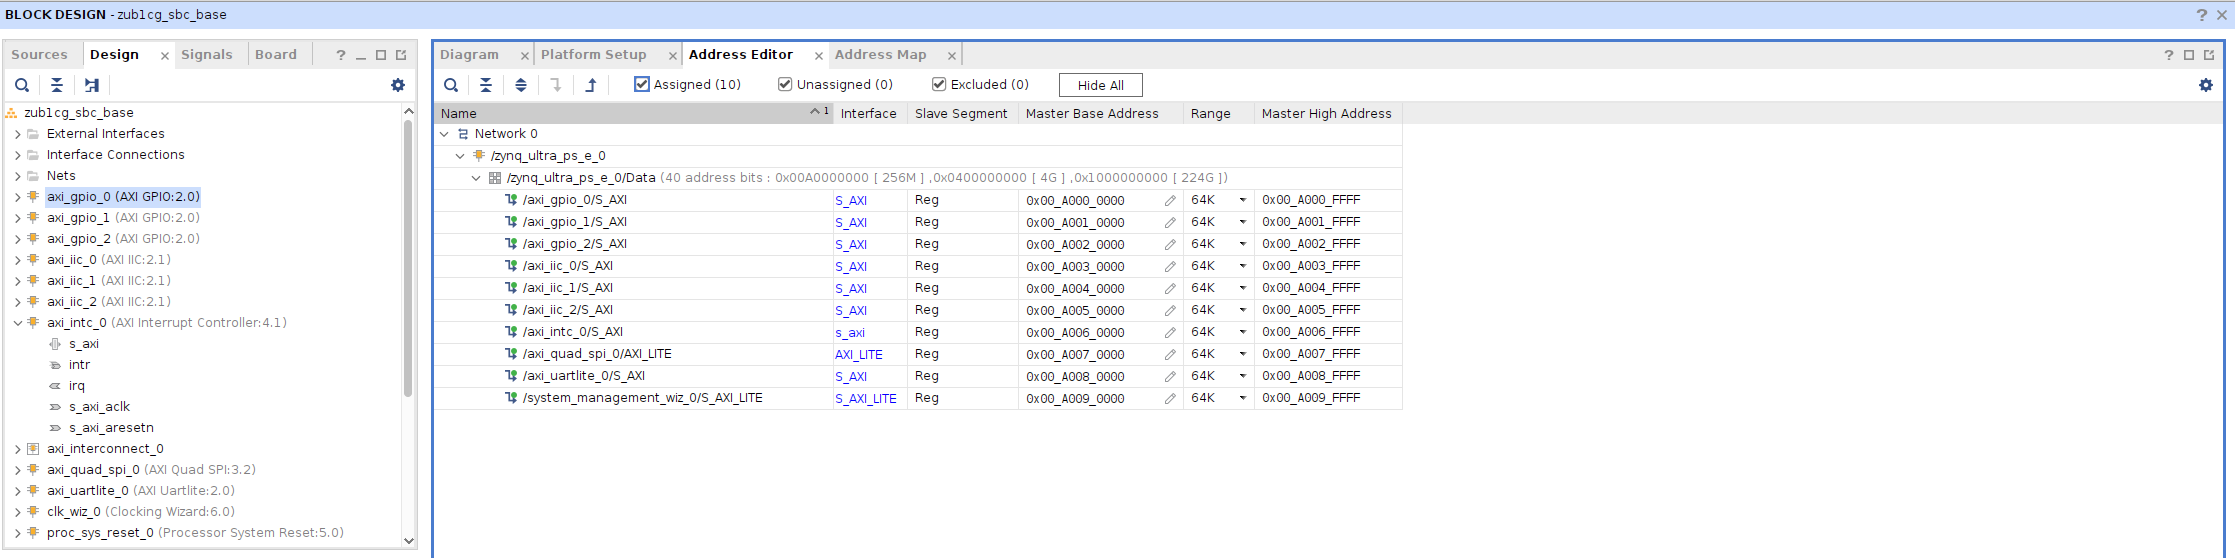 BLOCK DESIGN - zub1cg_sbc_base
Sources Design Signals Board
zub1cg_sbc_base
External Interfaces
Interface Connections
Nets
axi_gpio_0 (AXI GPIO:2.0)
axi_gpio_1 (AXI GPIO:2.0)
axi_gpio_2 (AXI GPIO:2.0)
axi_iic_0 (AXI IIC:2.1)
axi_iic_1 (AXI IIC:2.1)
axi_iic_2 (AXI IIC:2.1)
axi_intc_0 (AXI Interrupt Controller:4.1)
s_axi
intr
irq
s_axi_aclk
s_axi_aresetn
axi_interconnect_0
axi_quad_spi_0 (AXI Quad SPI:3.2)
axi_uartlite_0 (AXI Uartlite:2.0)
clk_wiz_0 (Clocking Wizard:6.0)
proc_sys_reset_0 (Processor System Reset:5.0)
Diagram Platform Setup Address Editor Address Map
Assigned (10) Unassigned (0) Excluded (0) Hide All
Name 1 Interface Slave Segment Master Base Address Range Master High Address
Network 0
/zynq_ultra_ps_e_0
/zynq_ultra_ps_e_0/Data (40 address bits : 0x00A0000000 [ 256M ] ,0x0400000000 [ 4G ] ,0x1000000000 [ 224G ])
/axi_gpio_0/S_AXI S_AXI Reg 0x00_A000_0000 64K 0x00_A000_FFFF
/axi_gpio_1/S_AXI S_AXI Reg 0x00_A001_0000 64K 0x00_A001_FFFF
/axi_gpio_2/S_AXI S_AXI Reg 0x00_A002_0000 64K 0x00_A002_FFFF
/axi_iic_0/S_AXI S_AXI Reg 0x00_A003_0000 64K 0x00_A003_FFFF
/axi_iic_1/S_AXI S_AXI Reg 0x00_A004_0000 64K 0x00_A004_FFFF
/axi_iic_2/S_AXI S_AXI Reg 0x00_A005_0000 64K 0x00_A005_FFFF
/axi_intc_0/S_AXI s_axi Reg 0x00_A006_0000 64K 0x00_A006_FFFF
/axi_quad_spi_0/AXI_LITE AXI_LITE Reg 0x00_A007_0000 64K 0x00_A007_FFFF
/axi_uartlite_0/S_AXI S_AXI Reg 0x00_A008_0000 64K 0x00_A008_FFFF
/system_management_wiz_0/S_AXI_LITE S_AXI_LITE Reg 0x00_A009_0000 64K 0x00_A009_FFFF